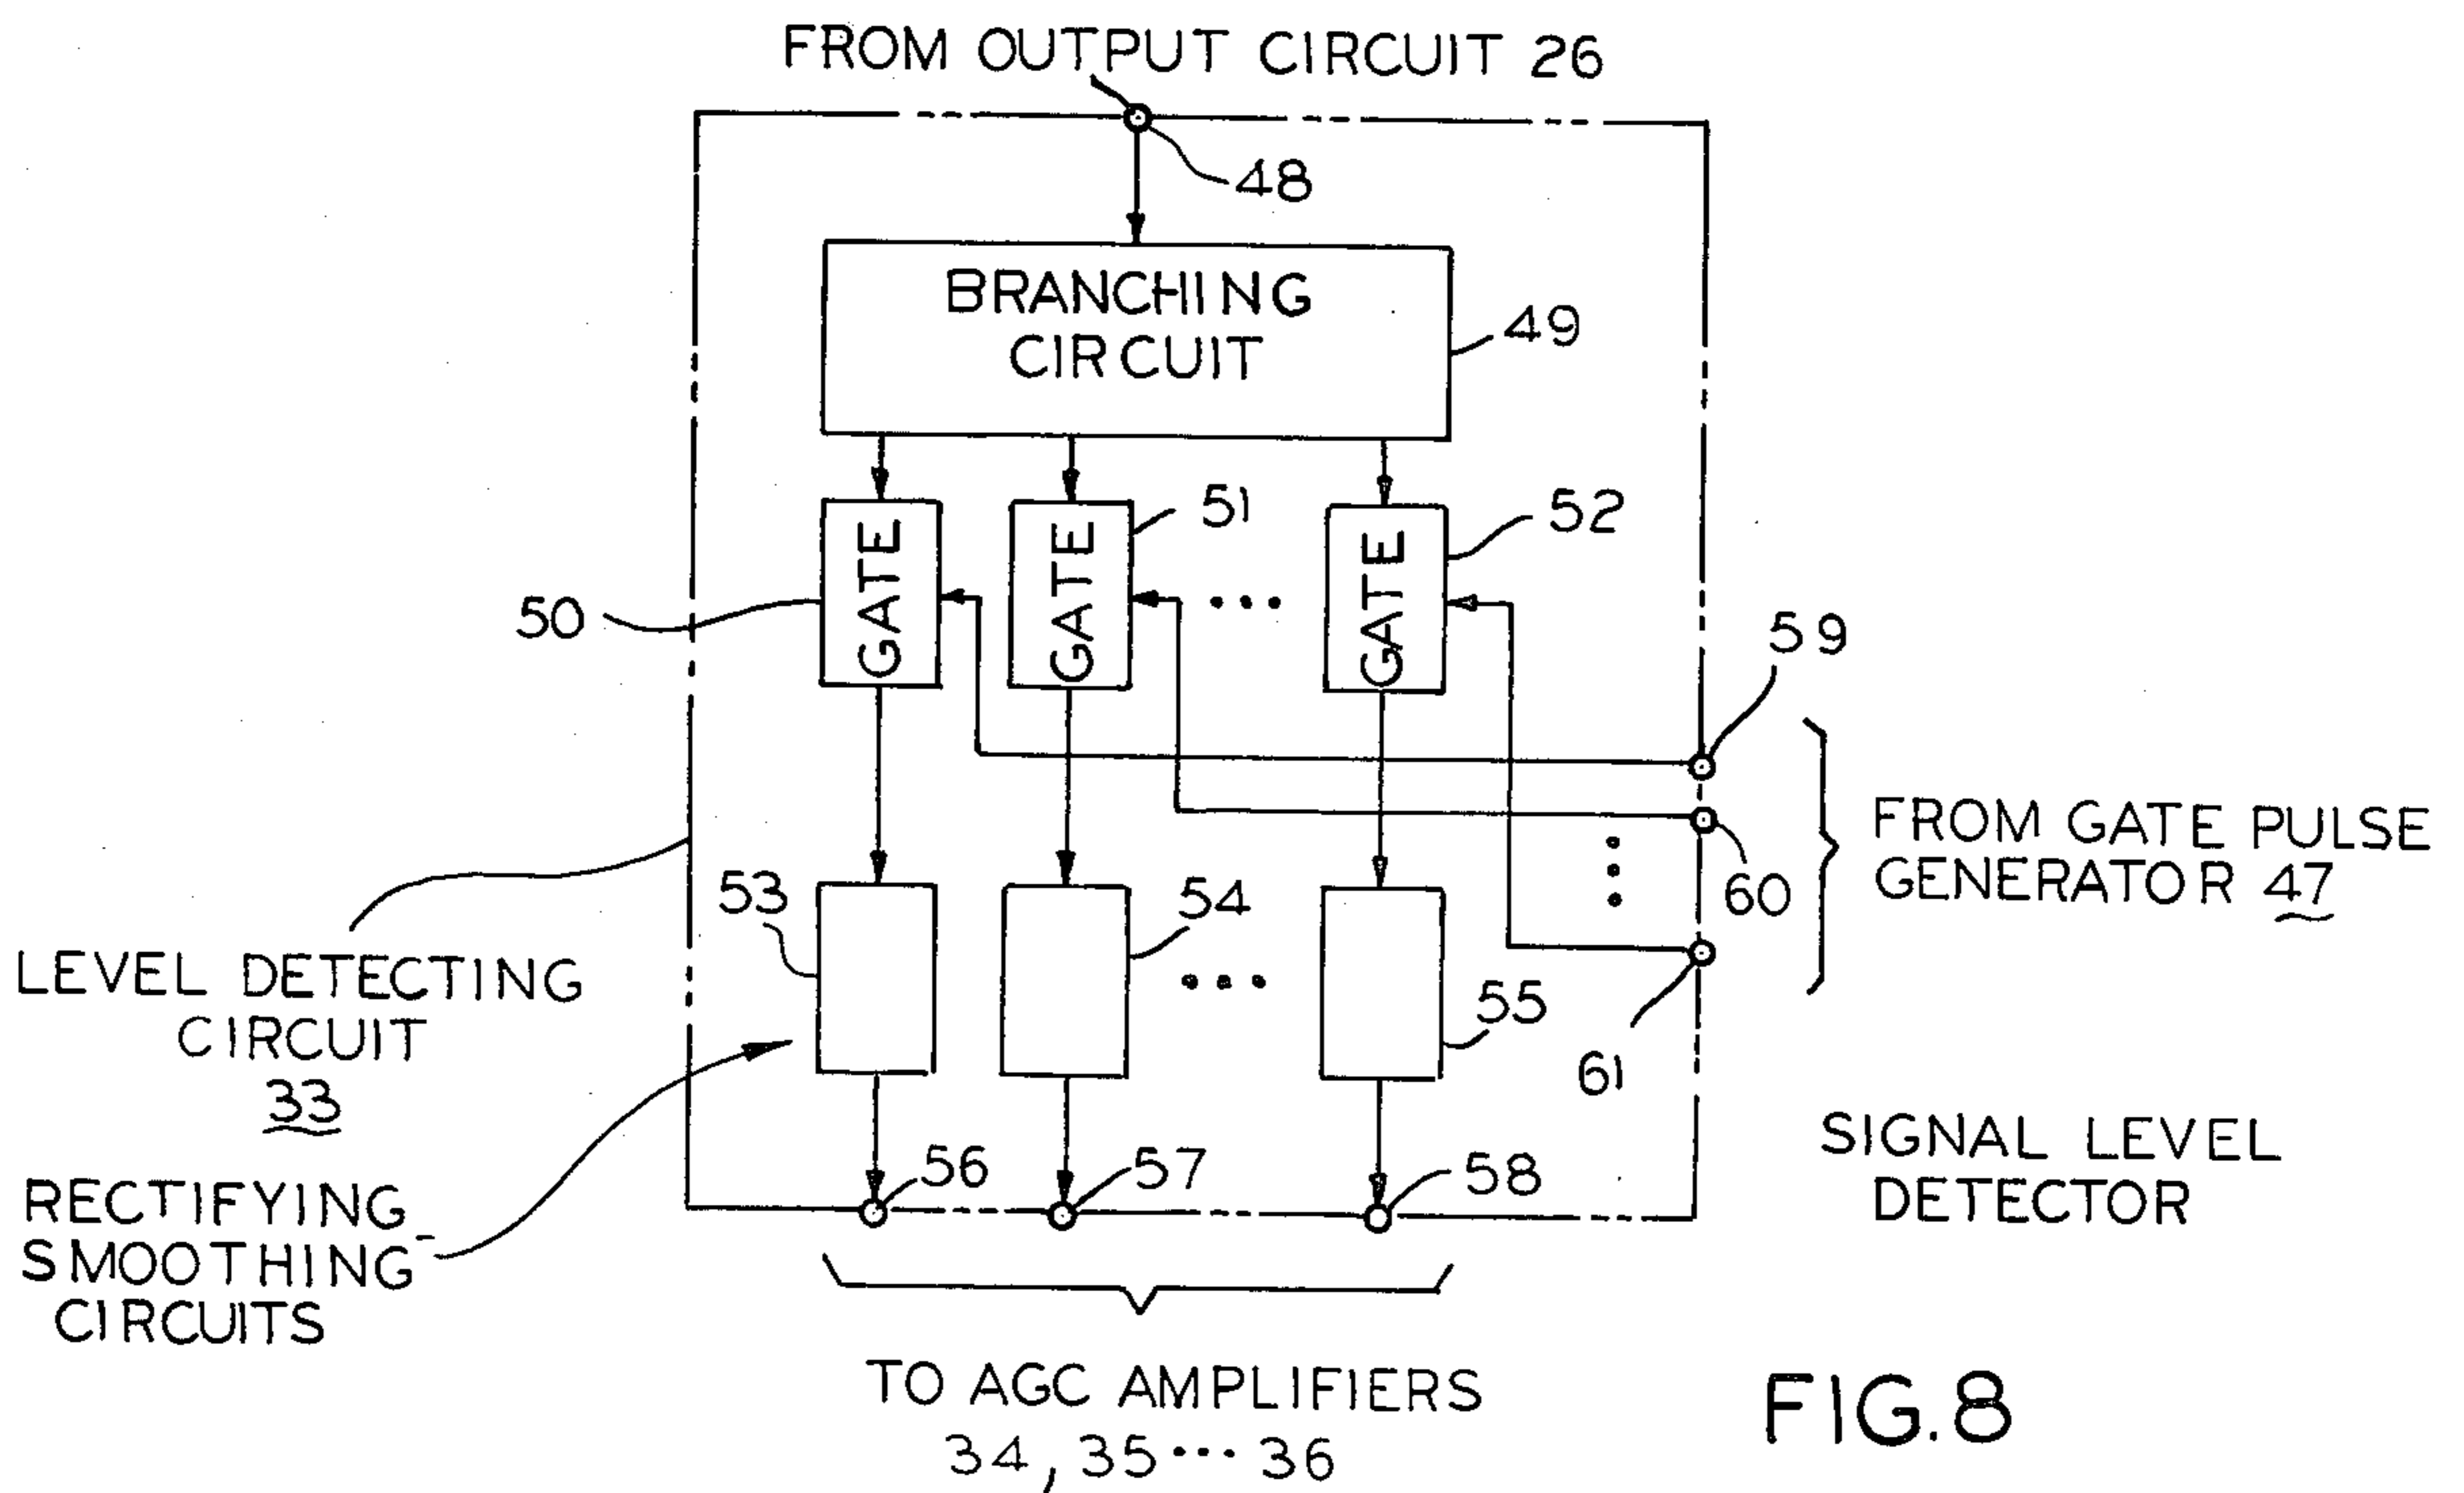 FROM OUTPUT CIRCUIT 26
48
BRANCHING
CIRCUIT
49
GATE
GATE
GATE
51
52
50
• • •
59
FROM GATE PULSE
GENERATOR 47
60
61
53
54
55
• • •
LEVEL DETECTING
CIRCUIT
33
RECTIFYING
SMOOTHING
CIRCUITS
56
57
58
SIGNAL LEVEL
DETECTOR
TO AGC AMPLIFIERS
34, 35 ••• 36
FIG. 8